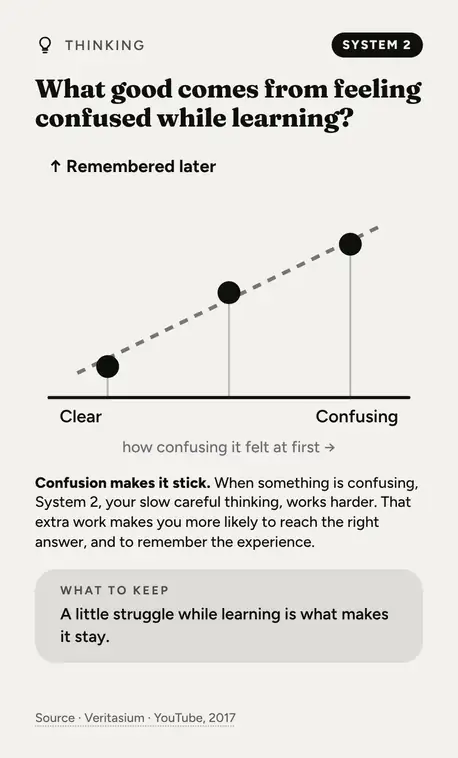 THINKING
SYSTEM 2
What good comes from feeling
confused while learning?
↑ Remembered later
Clear
Confusing
how confusing it felt at first →
Confusion makes it stick. When something is confusing,
System 2, your slow careful thinking, works harder. That
extra work makes you more likely to reach the right
answer, and to remember the experience.
WHAT TO KEEP
A little struggle while learning is what makes
it stay.
Source · Veritasium · YouTube, 2017